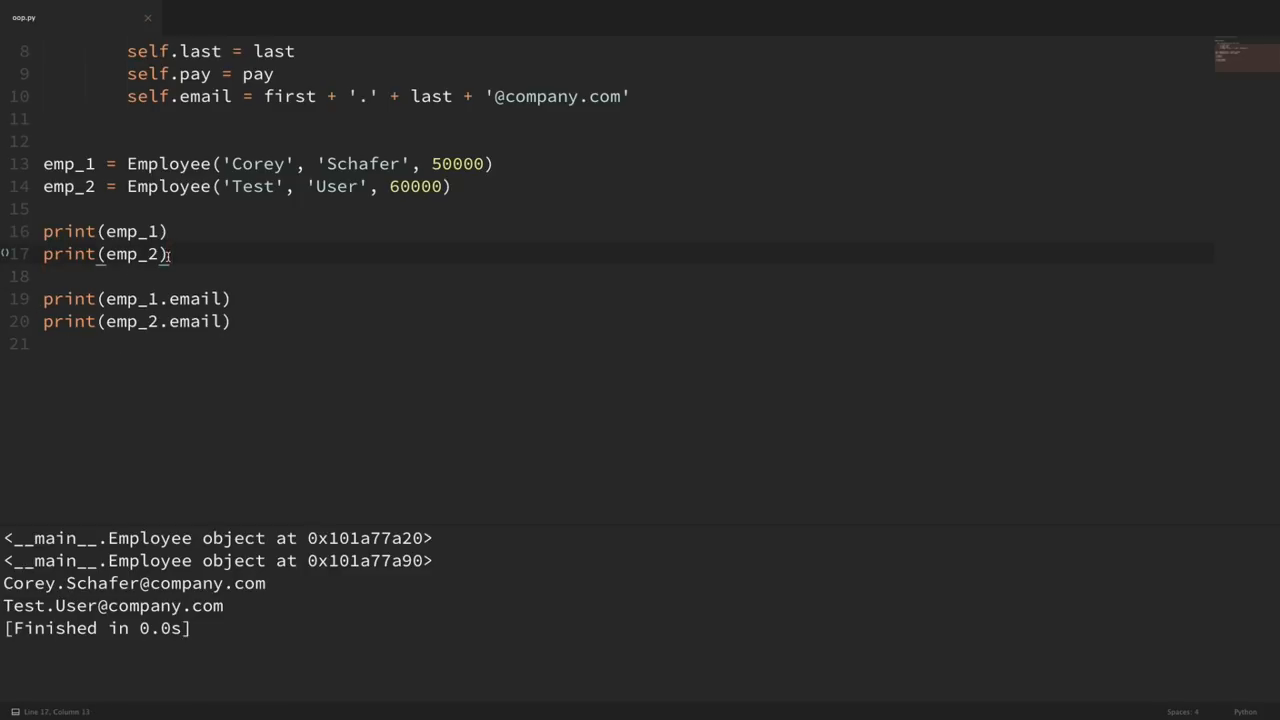 oop.py ×
8 self.last = last
9 self.pay = pay
10 self.email = first + '.' + last + '@company.com'
11
12
13 emp_1 = Employee('Corey', 'Schafer', 50000)
14 emp_2 = Employee('Test', 'User', 60000)
15
16 print(emp_1)
()17 print(emp_2)
18
19 print(emp_1.email)
20 print(emp_2.email)
21
<__main__.Employee object at 0x101a77a20>
<__main__.Employee object at 0x101a77a90>
Corey.Schafer@company.com
Test.User@company.com
[Finished in 0.0s]
Line 17, Column 13 Spaces: 4 Python